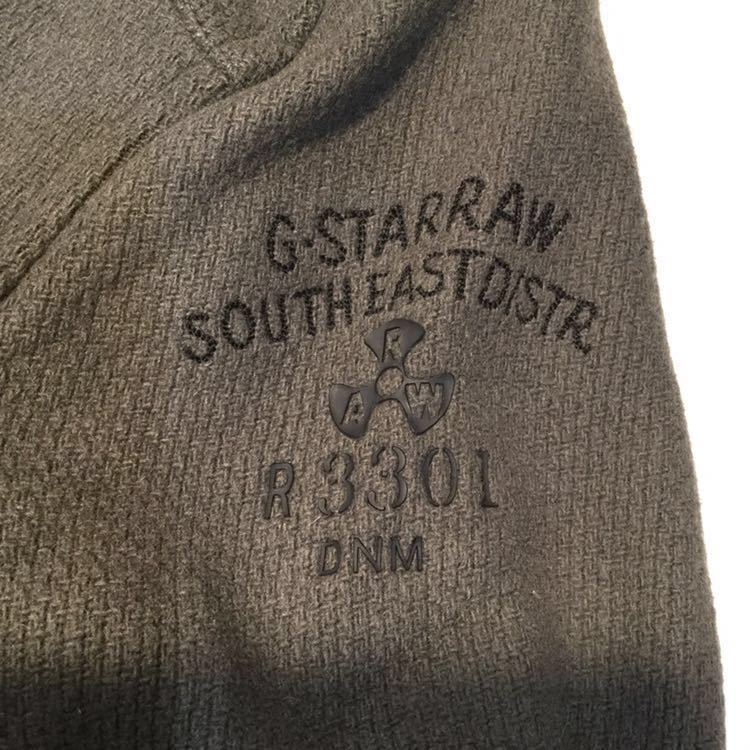 G-STAR RAW
SOUTH EAST DISTR.
R
A W
R 3301
DNM